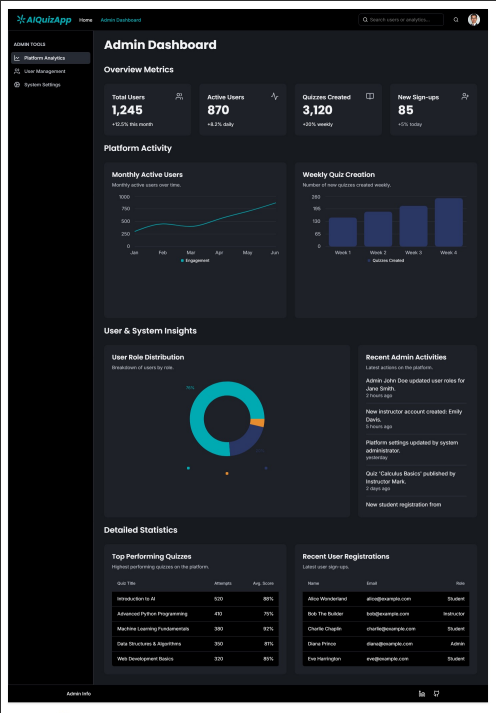 AIQuizApp Home Admin Dashboard Search users or analytics...
ADMIN TOOLS
Platform Analytics
User Management
System Settings
Admin Dashboard
Overview Metrics
Total Users
1,245
+12.5% this month
Active Users
870
+8.2% daily
Quizzes Created
3,120
+20% weekly
New Sign-ups
85
+5% today
Platform Activity
Monthly Active Users
Monthly active users over time.
1000
750
500
250
0
Jan Feb Mar Apr May Jun
Engagement
Weekly Quiz Creation
Number of new quizzes created weekly.
260
195
130
65
0
Week 1 Week 2 Week 3 Week 4
Quizzes Created
User & System Insights
User Role Distribution
Breakdown of users by role.
Recent Admin Activities
Latest actions on the platform.
Admin John Doe updated user roles for
Jane Smith.
2 hours ago
New instructor account created: Emily
Davis.
5 hours ago
Platform settings updated by system
administrator.
yesterday
Quiz 'Calculus Basics' published by
Instructor Mark.
2 days ago
New student registration from
Detailed Statistics
Top Performing Quizzes
Highest performing quizzes on the platform.
Quiz Title Attempts Avg. Score
Introduction to AI 520 88%
Advanced Python Programming 410 75%
Machine Learning Fundamentals 380 92%
Data Structures & Algorithms 350 81%
Web Development Basics 320 85%
Recent User Registrations
Latest user sign-ups.
Name Email Role
Alice Wonderland alice@example.com Student
Bob The Builder bob@example.com Instructor
Charlie Chaplin charlie@example.com Student
Diana Prince diana@example.com Admin
Eve Harrington eve@example.com Student
Admin Info